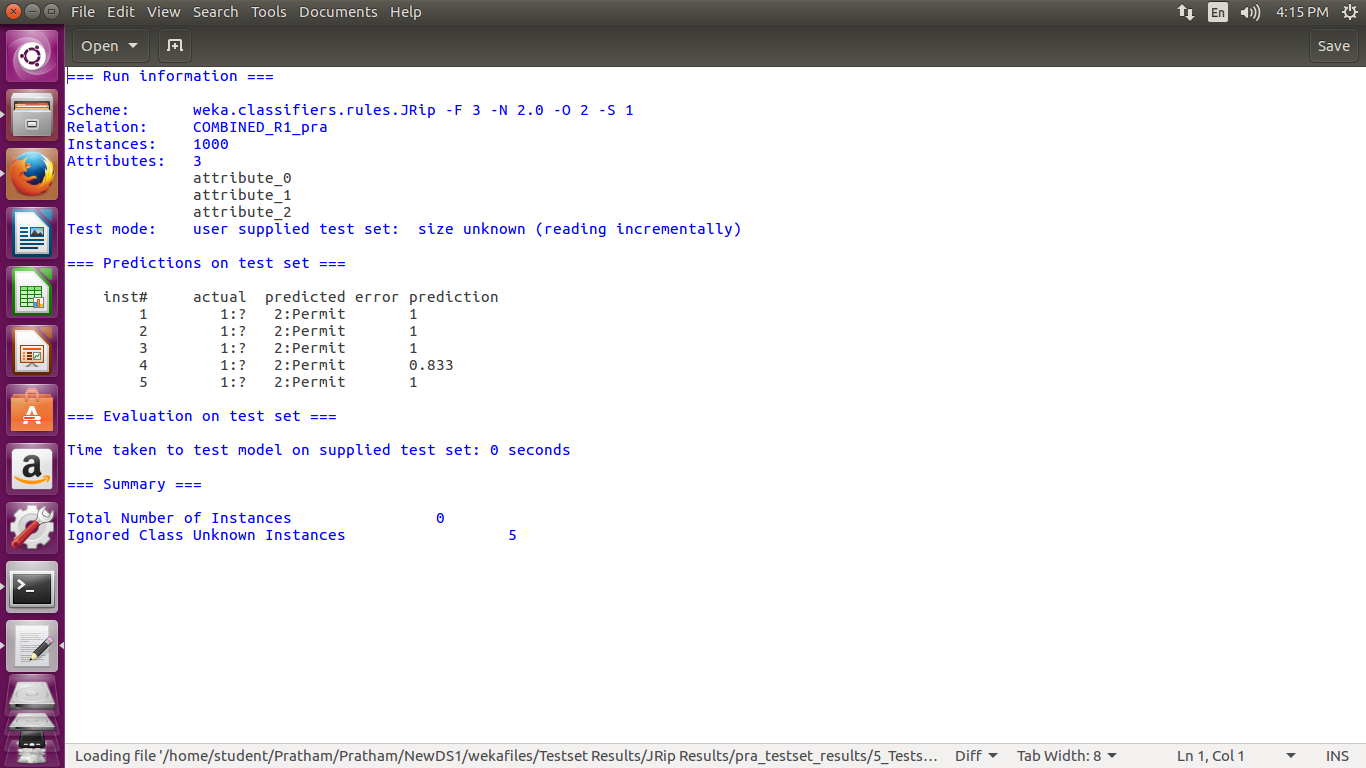 File Edit View Search Tools Documents Help En 4:15 PM
Open Save
=== Run information ===
Scheme: weka.classifiers.rules.JRip -F 3 -N 2.0 -O 2 -S 1
Relation: COMBINED_R1_pra
Instances: 1000
Attributes: 3
attribute_0
attribute_1
attribute_2
Test mode: user supplied test set: size unknown (reading incrementally)
=== Predictions on test set ===
inst# actual predicted error prediction
1 1:? 2:Permit 1
2 1:? 2:Permit 1
3 1:? 2:Permit 1
4 1:? 2:Permit 0.833
5 1:? 2:Permit 1
=== Evaluation on test set ===
Time taken to test model on supplied test set: 0 seconds
=== Summary ===
Total Number of Instances 0
Ignored Class Unknown Instances 5
Loading file '/home/student/Pratham/Pratham/NewDS1/wekafiles/Testset Results/JRip Results/pra_testset_results/5_Tests... Diff Tab Width: 8 Ln 1, Col 1 INS